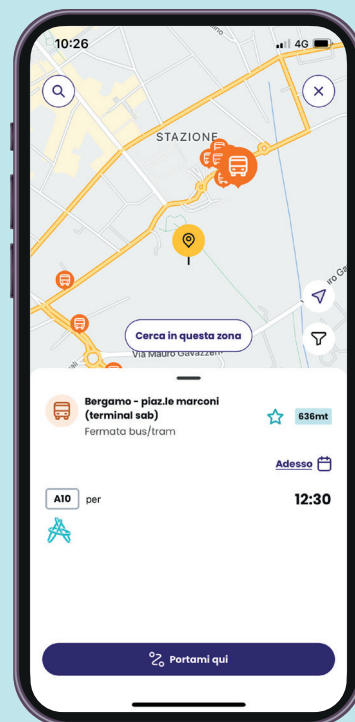 10:26
4G
STAZIONE
Cerca in questa zona
Via Mauro Gavazzeni
Bergamo - piaz.le marconi
(terminal sab)
636mt
Fermata bus/tram
Adesso
A10 per
12:30
Portami qui